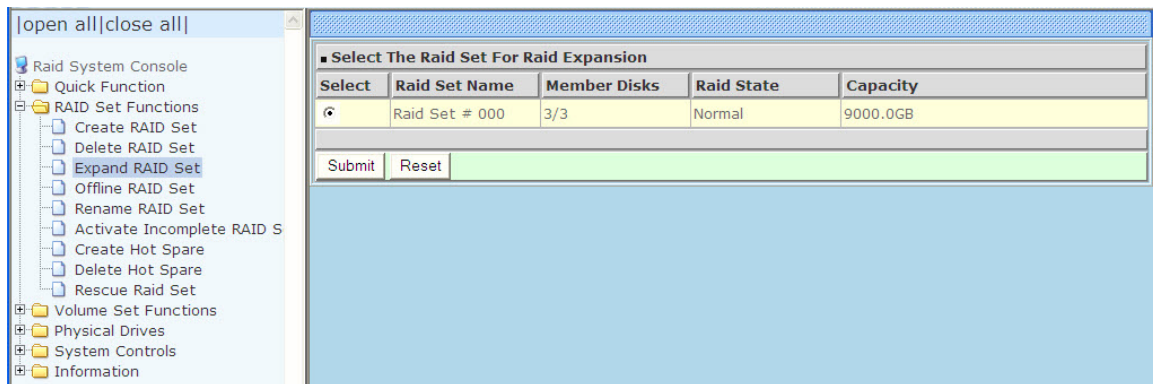 |open all|close all|
Raid System Console
Quick Function
RAID Set Functions
Create RAID Set
Delete RAID Set
Expand RAID Set
Offline RAID Set
Rename RAID Set
Activate Incomplete RAID S
Create Hot Spare
Delete Hot Spare
Rescue Raid Set
Volume Set Functions
Physical Drives
System Controls
Information
Select The Raid Set For Raid Expansion
Select Raid Set Name Member Disks Raid State Capacity
Raid Set # 000 3/3 Normal 9000.0GB
Submit Reset